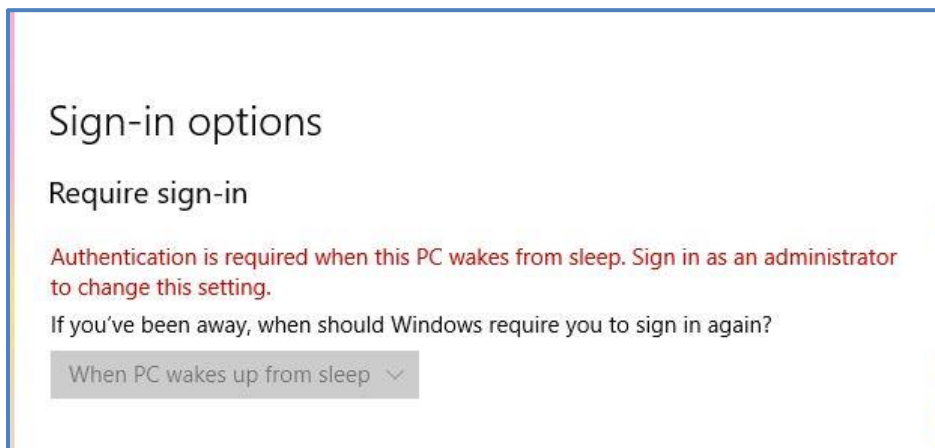 Sign-in options
Require sign-in
Authentication is required when this PC wakes from sleep. Sign in as an administrator
to change this setting.
If you've been away, when should Windows require you to sign in again?
When PC wakes up from sleep